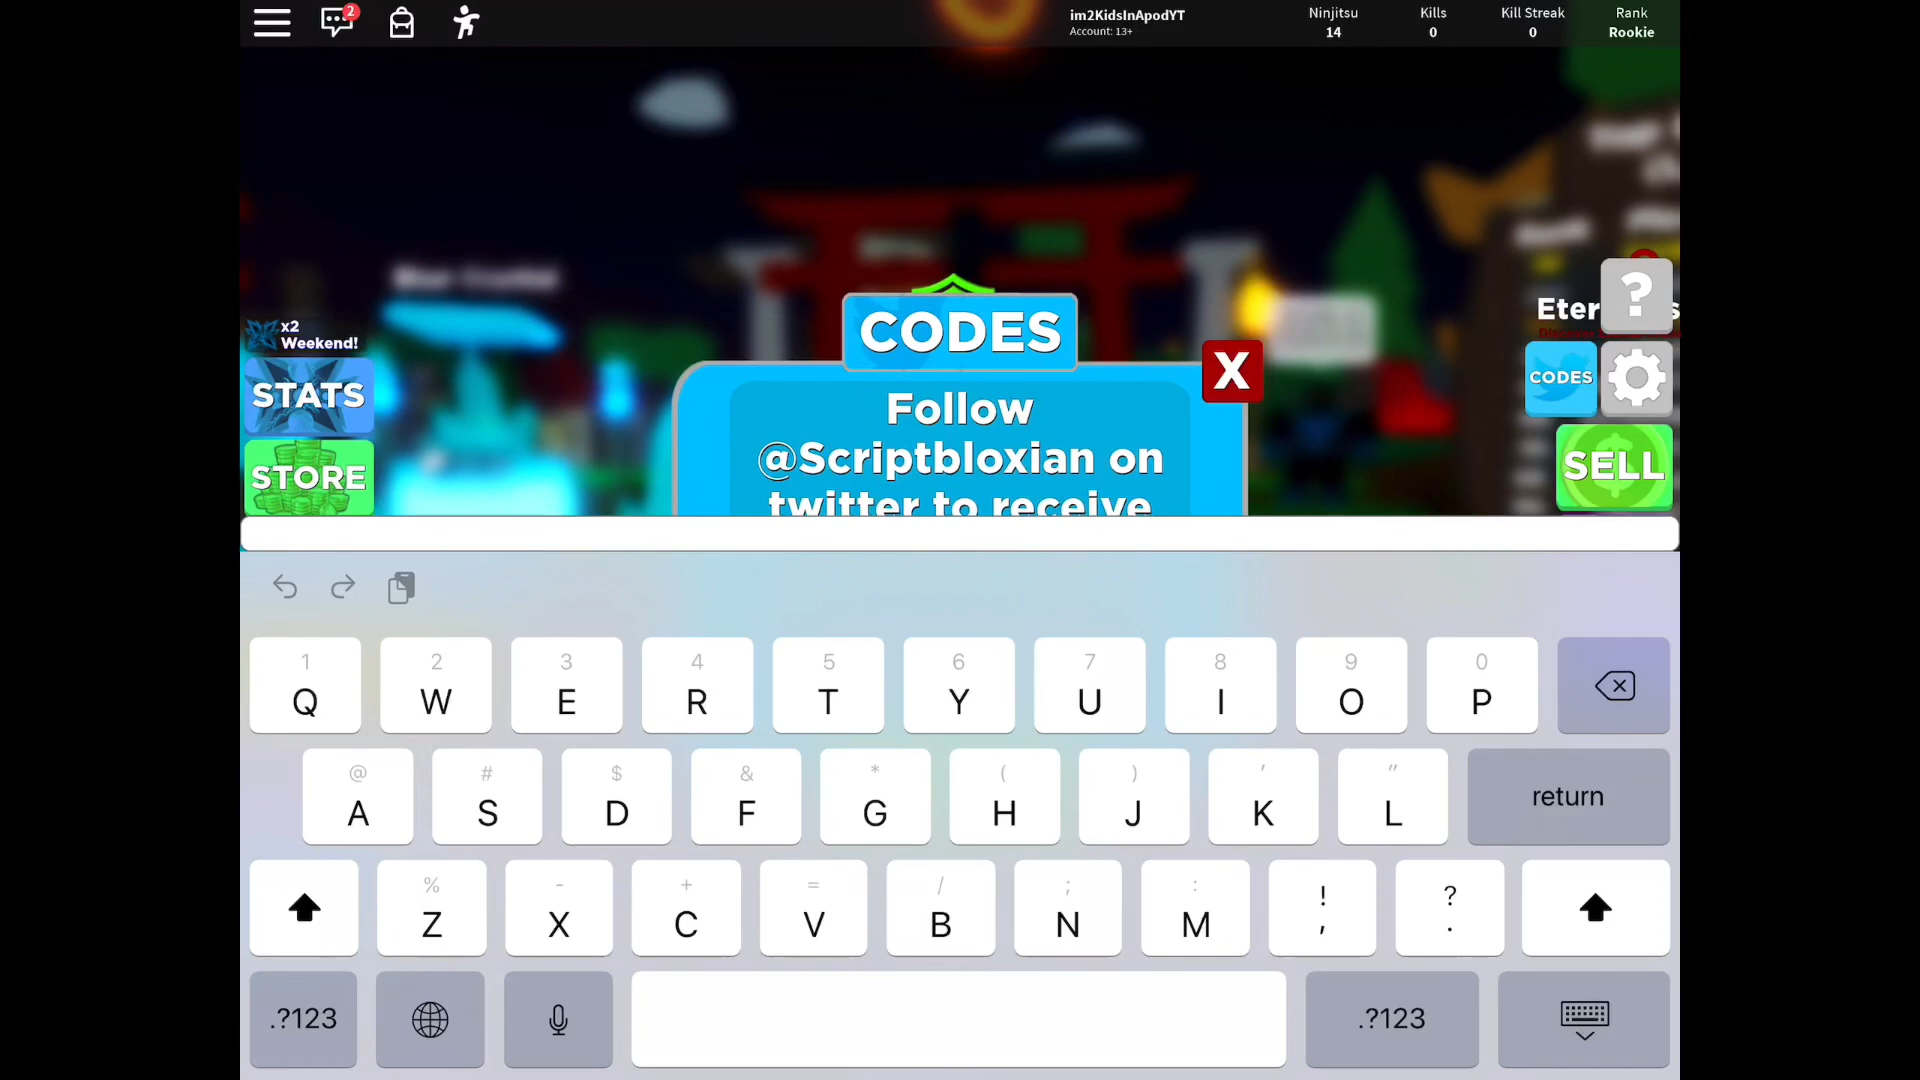 2
im2KidsInApodYT
Account: 13+
Ninjitsu
14
Kills
0
Kill Streak
0
Rank
Rookie
x2
Weekend!
STATS
STORE
CODES
X
Follow
@Scriptbloxian on
twitter to receive
Eter
?
CODES
SELL
1 2 3 4 5 6 7 8 9 0
Q W E R T Y U I O P
@ # $ & * ( ) ' "
A S D F G H J K L return
% - + = / ; : ! ?
Z X C V B N M , .
.?123 .?123